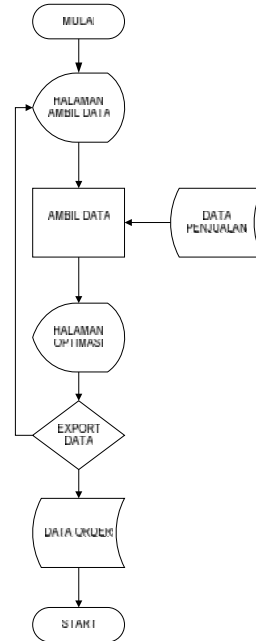 MULAI
HALAMAN
AMBIL DATA
AMBIL DATA
DATA
PENJUALAN
HALAMAN
OPTIMASI
EXPORT
DATA
DATA ORDER
START